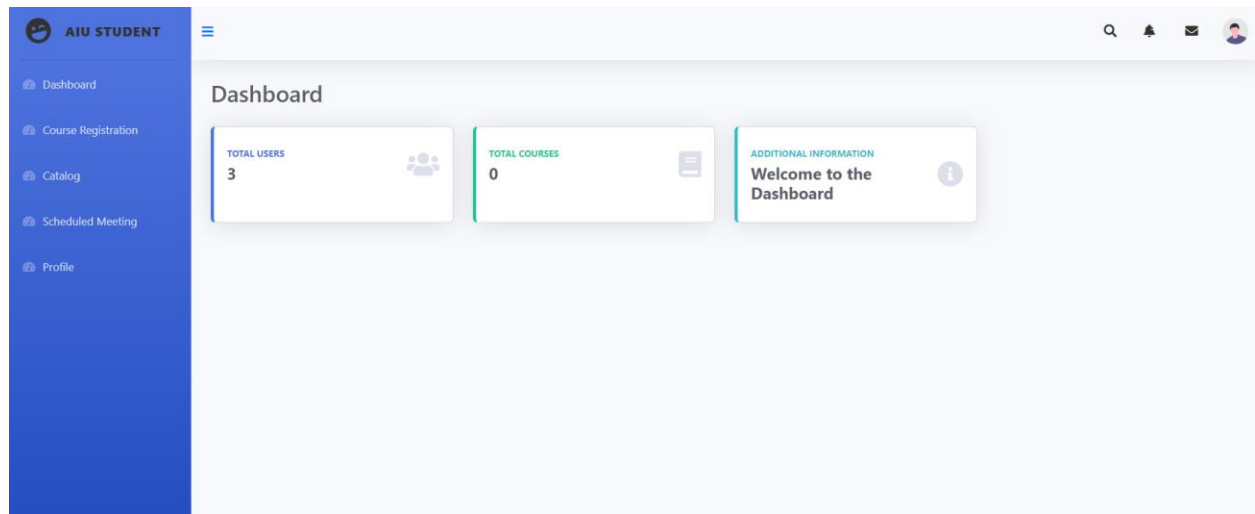 AIU STUDENT
Dashboard
Course Registration
Catalog
Scheduled Meeting
Profile
Dashboard
TOTAL USERS
3
TOTAL COURSES
0
ADDITIONAL INFORMATION
Welcome to the
Dashboard